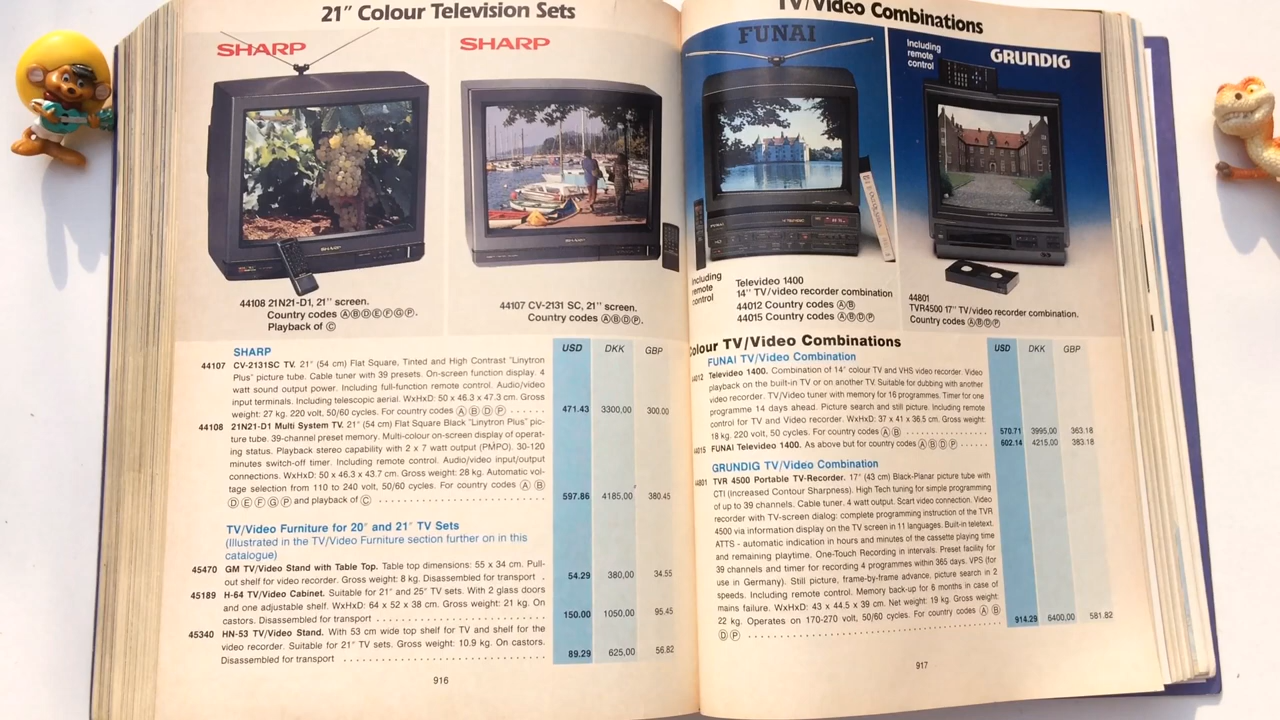 21" Colour Television Sets
SHARP
SHARP
44108 21N21-D1, 21" screen.
Country codes ⒶⒷⒹⒺⒻⒼⓅ.
Playback of Ⓒ
44107 CV-2131 SC, 21" screen.
Country codes ⒶⒷⒹⓅ.
SHARP
USD DKK GBP
44107 CV-2131SC TV. 21" (54 cm) Flat Square, Tinted and High Contrast "Linytron
Plus" picture tube. Cable tuner with 39 presets. On-screen function display. 4
watt sound output power. Including full-function remote control. Audio/video
input terminals. Including telescopic aerial. WxHxD: 50 x 46.3 x 47.3 cm. Gross
weight: 27 kg. 220 volt, 50/60 cycles. For country codes Ⓐ Ⓑ Ⓓ Ⓟ ...... 471.43 3300,00 300.00
44108 21N21-D1 Multi System TV. 21" (54 cm) Flat Square Black "Linytron Plus" pic-
ture tube. 39-channel preset memory. Multi-colour on-screen display of operat-
ing status. Playback stereo capability with 2 x 7 watt output (PMPO). 30-120
minutes switch-off timer. Including remote control. Audio/video input/output
connections. WxHxD: 50 x 46.3 x 43.7 cm. Gross weight: 28 kg. Automatic vol-
tage selection from 110 to 240 volt, 50/60 cycles. For country codes Ⓐ Ⓑ
Ⓓ Ⓔ Ⓕ Ⓖ Ⓟ and playback of Ⓒ ...... 597.86 4185,00 380.45
TV/Video Furniture for 20" and 21" TV Sets
(Illustrated in the TV/Video Furniture section further on in this
catalogue)
45470 GM TV/Video Stand with Table Top. Table top dimensions: 55 x 34 cm. Pull-
out shelf for video recorder. Gross weight: 8 kg. Disassembled for transport . 54.29 380,00 34.55
45189 H-64 TV/Video Cabinet. Suitable for 21" and 25" TV sets. With 2 glass doors
and one adjustable shelf. WxHxD: 64 x 52 x 38 cm. Gross weight: 21 kg. On
castors. Disassembled for transport ...... 150.00 1050.00 95.45
45340 HN-53 TV/Video Stand. With 53 cm wide top shelf for TV and shelf for the
video recorder. Suitable for 21" TV sets. Gross weight: 10.9 kg. On castors.
Disassembled for transport ...... 89.29 625,00 56.82
916
TV/Video Combinations
FUNAI
Including
remote
control
GRUNDIG
Including
remote
control
Televideo 1400
14" TV/video recorder combination
44012 Country codes ⒶⒷ
44015 Country codes ⒶⒷⒹⓅ
44801
TVR4500 17" TV/video recorder combination.
Country codes ⒶⒷⒹⓅ
Colour TV/Video Combinations
USD DKK GBP
FUNAI TV/Video Combination
44012 Televideo 1400. Combination of 14" colour TV and VHS video recorder. Video
playback on the built-in TV or on another TV. Suitable for dubbing with another
video recorder. TV/Video tuner with memory for 16 programmes. Timer for one
programme 14 days ahead. Picture search and still picture. Including remote
control for TV and Video recorder. WxHxD: 37 x 41 x 36.5 cm. Gross weight:
18 kg. 220 volt, 50 cycles. For country codes Ⓐ Ⓑ ...... 570.71 3995,00 363.18
44015 FUNAI Televideo 1400. As above but for country codes Ⓐ Ⓑ Ⓓ Ⓟ .... 602.14 4215,00 383.18
GRUNDIG TV/Video Combination
44801 TVR 4500 Portable TV-Recorder. 17" (43 cm) Black-Planar picture tube with
CTI (Increased Contour Sharpness). High Tech tuning for simple programming
of up to 39 channels. Cable tuner. 4 watt output. Scart video connection. Video
recorder with TV-screen dialog: complete programming instruction of the TVR
4500 via information display on the TV screen in 11 languages. Built-in teletext.
ATTS - automatic indication in hours and minutes of the cassette playing time
and remaining playtime. One-Touch Recording in intervals. Preset facility for
39 channels and timer for recording 4 programmes within 365 days. VPS (for
use in Germany). Still picture, frame-by-frame advance, picture search in 2
speeds. Including remote control. Memory back-up for 6 months in case of
mains failure. WxHxD: 43 x 44.5 x 39 cm. Net weight: 19 kg. Gross weight:
22 kg. Operates on 170-270 volt, 50/60 cycles. For country codes Ⓐ Ⓑ
Ⓓ Ⓟ ...... 914.29 6400,00 581.82
917